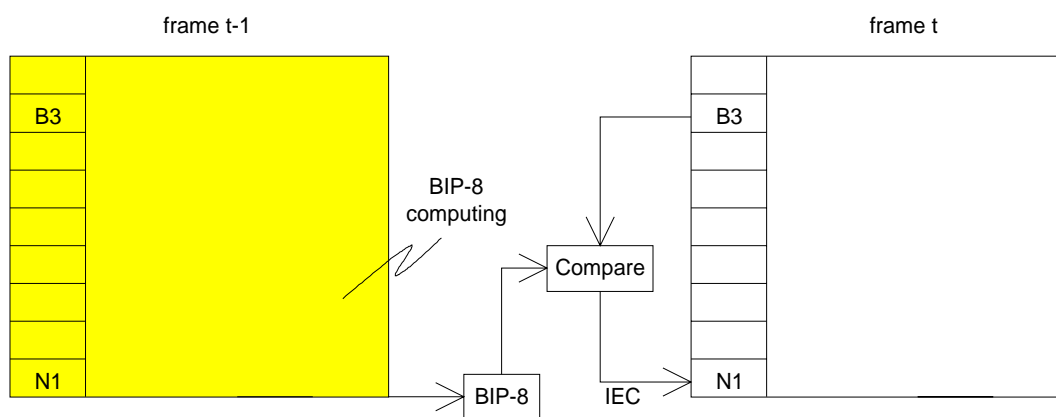 frame t-1
frame t
B3
B3
BIP-8
computing
Compare
N1
BIP-8
IEC
N1